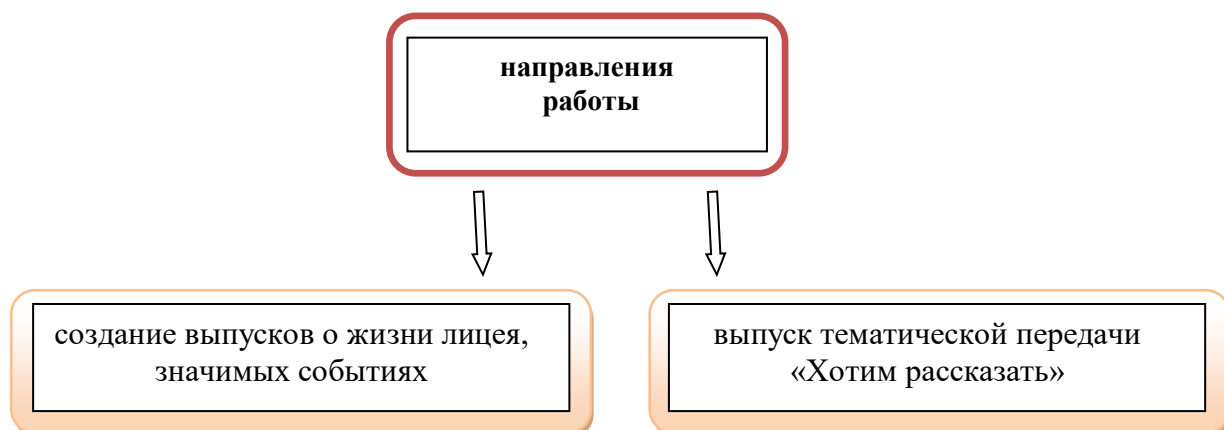 направления
работы
создание выпусков о жизни лицея,
значимых событиях
выпуск тематической передачи
«Хотим рассказать»